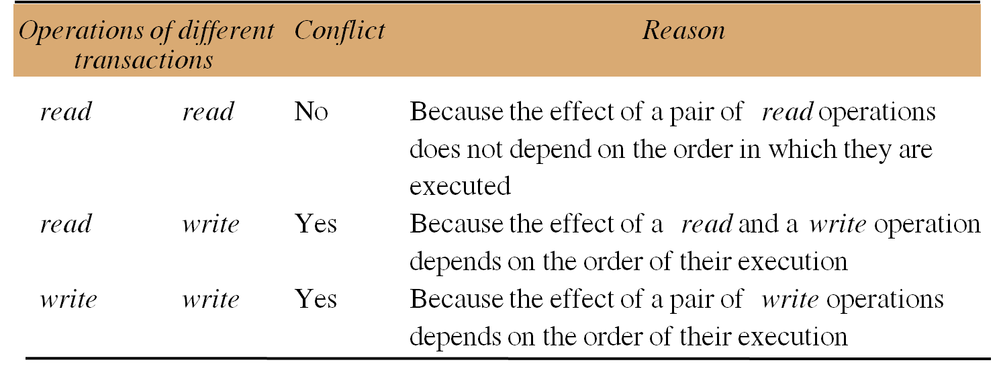 Operations of different Conflict Reason
transactions
read read No Because the effect of a pair of read operations
does not depend on the order in which they are
executed
read write Yes Because the effect of a read and a write operation
depends on the order of their execution
write write Yes Because the effect of a pair of write operations
depends on the order of their execution